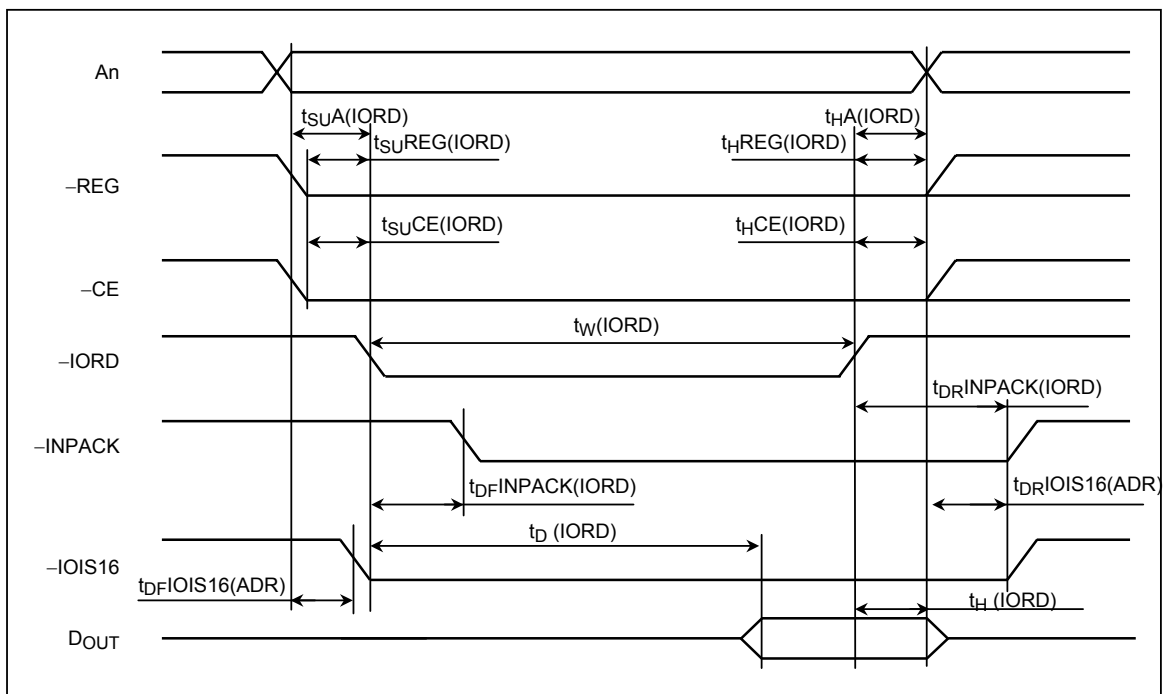 An
tSUA(IORD) tHA(IORD)
tSUREG(IORD) tHREG(IORD)
–REG
tSUCE(IORD) tHCE(IORD)
–CE
tW(IORD)
–IORD
tDRINPACK(IORD)
–INPACK
tDFINPACK(IORD) tDRIOIS16(ADR)
tD (IORD)
–IOIS16
tDFIOIS16(ADR)
tH (IORD)
DOUT